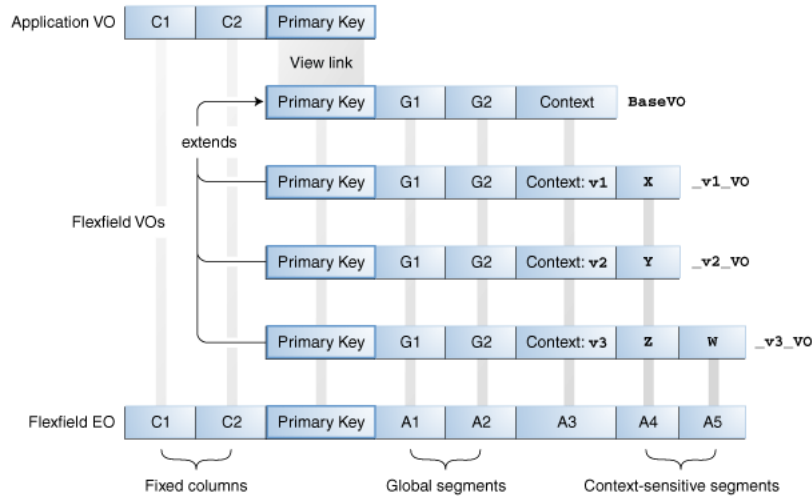 Application VO C1 C2 Primary Key
View link
Primary Key G1 G2 Context BaseVO
extends
Primary Key G1 G2 Context: v1 X _v1_VO
Flexfield VOs
Primary Key G1 G2 Context: v2 Y _v2_VO
Primary Key G1 G2 Context: v3 Z W _v3_VO
Flexfield EO C1 C2 Primary Key A1 A2 A3 A4 A5
Fixed columns Global segments Context-sensitive segments